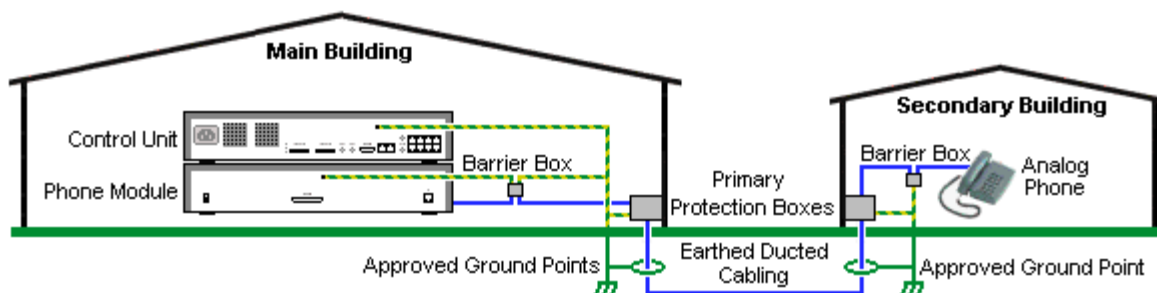 Main Building
Secondary Building
Control Unit
Barrier Box
Phone Module
Primary
Protection Boxes
Barrier Box
Analog
Phone
Approved Ground Points
Earthed Ducted
Cabling
Approved Ground Point